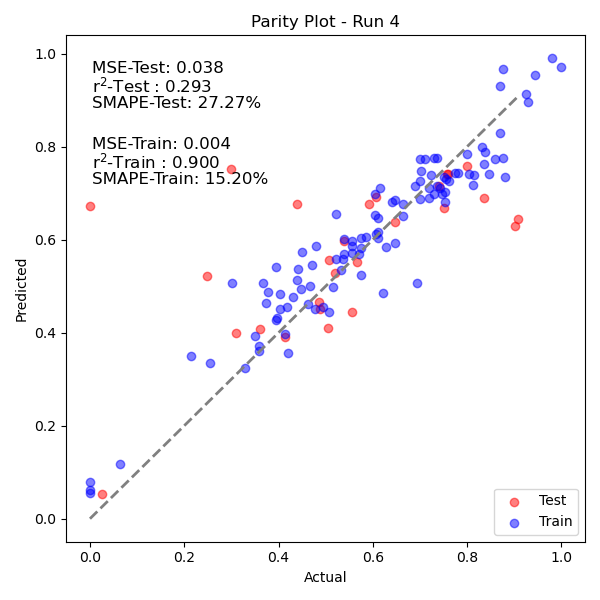 Parity Plot - Run 4
MSE-Test: 0.038
r²-Test : 0.293
SMAPE-Test: 27.27%
MSE-Train: 0.004
r²-Train : 0.900
SMAPE-Train: 15.20%
1.0
0.8
0.6
0.4
0.2
0.0
Predicted
Test
Train
0.0 0.2 0.4 0.6 0.8 1.0
Actual